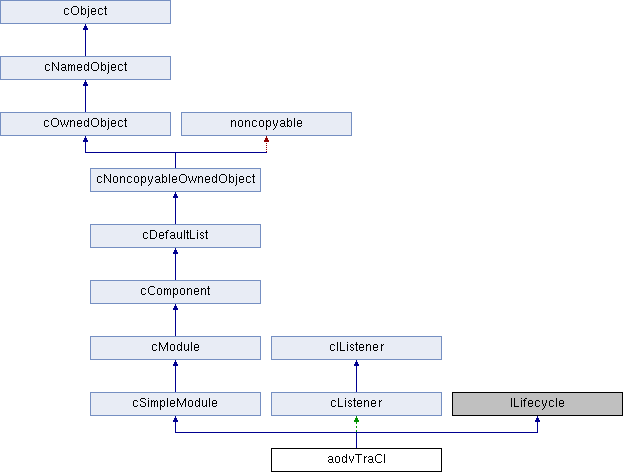 cObject
cNamedObject
cOwnedObject noncopyable
cNoncopyableOwnedObject
cDefaultList
cComponent
cModule cIListener
cSimpleModule cListener ILifecycle
aodvTraCI